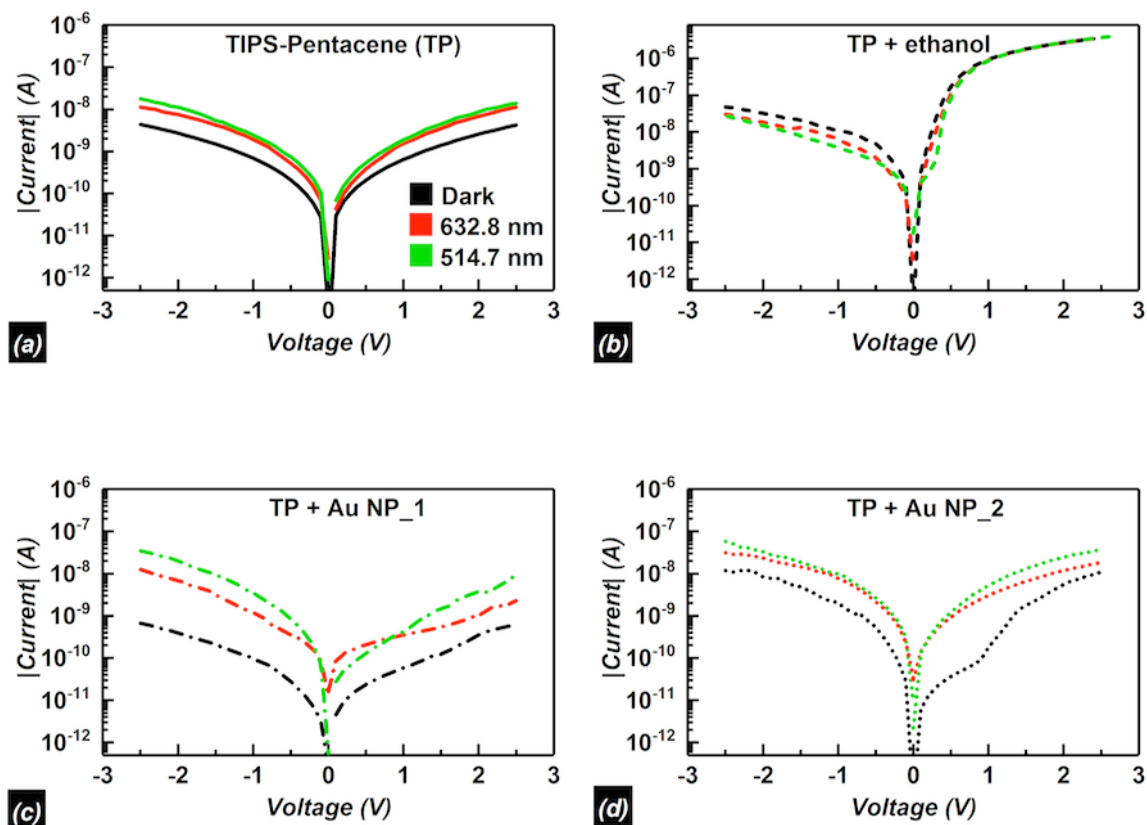 TIPS-Pentacene (TP)
|Current| (A)
10-6
10-7
10-8
10-9
10-10
10-11
10-12
Dark
632.8 nm
514.7 nm
-3 -2 -1 0 1 2 3
Voltage (V)
(a)
TP + ethanol
|Current| (A)
10-6
10-7
10-8
10-9
10-10
10-11
10-12
-3 -2 -1 0 1 2 3
Voltage (V)
(b)
TP + Au NP_1
|Current| (A)
10-6
10-7
10-8
10-9
10-10
10-11
10-12
-3 -2 -1 0 1 2 3
Voltage (V)
(c)
TP + Au NP_2
|Current| (A)
10-6
10-7
10-8
10-9
10-10
10-11
10-12
-3 -2 -1 0 1 2 3
Voltage (V)
(d)